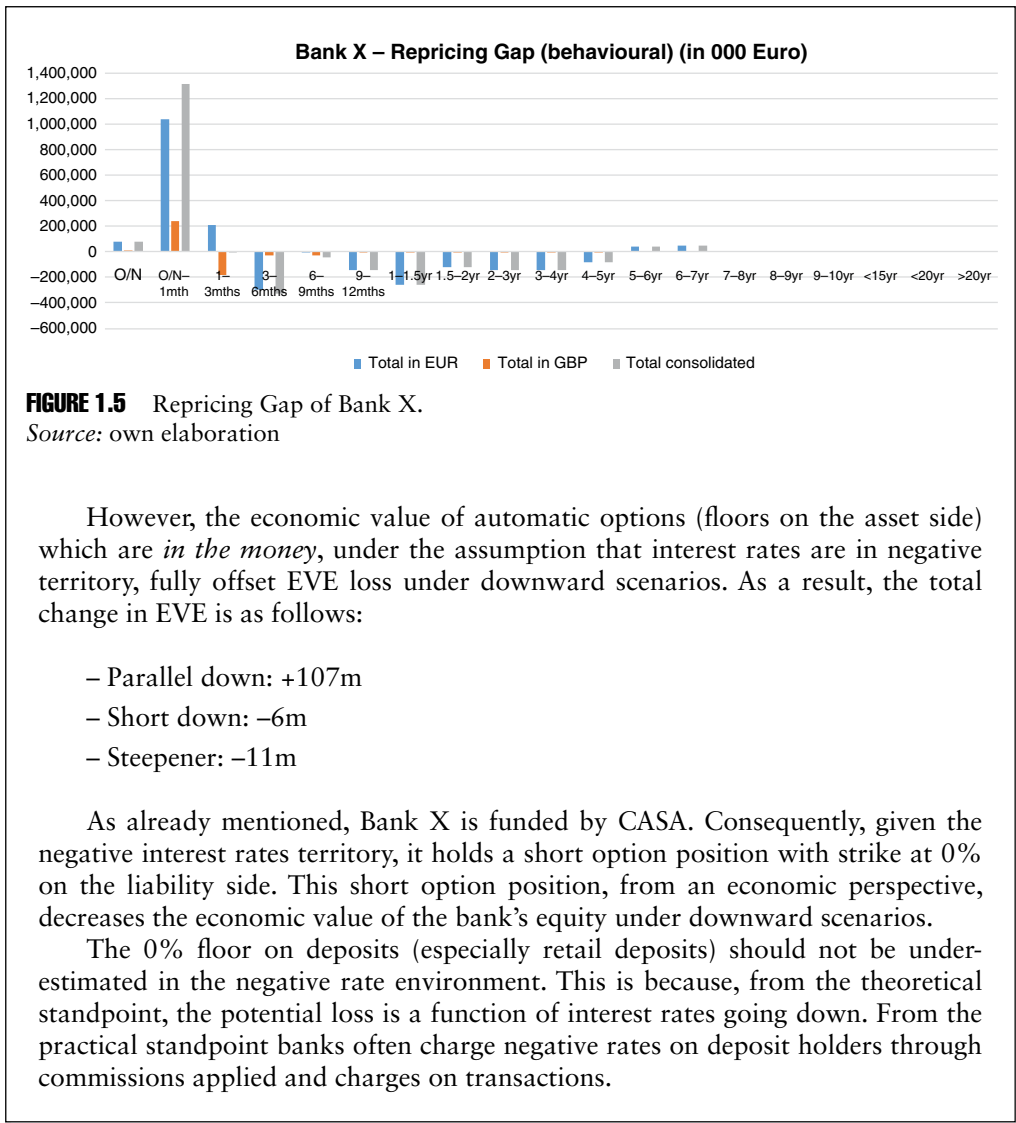 Bank X – Repricing Gap (behavioural) (in 000 Euro)
1,400,000
1,200,000
1,000,000
800,000
600,000
400,000
200,000
0
–200,000
–400,000
–600,000
O/N O/N– 1– 3– 6– 9– 1–1.5yr 1.5–2yr 2–3yr 3–4yr 4–5yr 5–6yr 6–7yr 7–8yr 8–9yr 9–10yr <15yr <20yr >20yr
1mth 3mths 6mths 9mths 12mths
Total in EUR Total in GBP Total consolidated
FIGURE 1.5 Repricing Gap of Bank X.
Source: own elaboration
However, the economic value of automatic options (floors on the asset side)
which are in the money, under the assumption that interest rates are in negative
territory, fully offset EVE loss under downward scenarios. As a result, the total
change in EVE is as follows:
– Parallel down: +107m
– Short down: –6m
– Steepener: –11m
As already mentioned, Bank X is funded by CASA. Consequently, given the
negative interest rates territory, it holds a short option position with strike at 0%
on the liability side. This short option position, from an economic perspective,
decreases the economic value of the bank's equity under downward scenarios.
The 0% floor on deposits (especially retail deposits) should not be under-
estimated in the negative rate environment. This is because, from the theoretical
standpoint, the potential loss is a function of interest rates going down. From the
practical standpoint banks often charge negative rates on deposit holders through
commissions applied and charges on transactions.